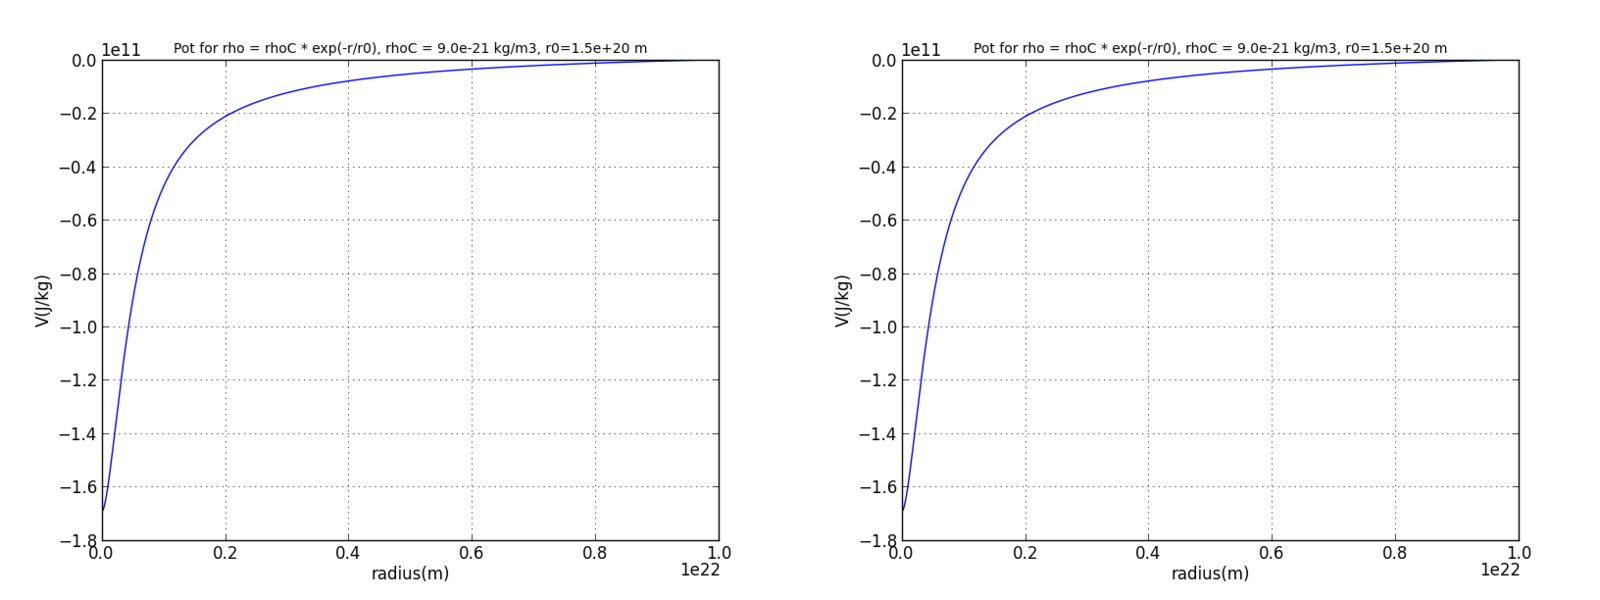 1e11
Pot for rho = rhoC * exp(-r/r0), rhoC = 9.0e-21 kg/m3, r0=1.5e+20 m
0.0
−0.2
−0.4
−0.6
−0.8
−1.0
−1.2
−1.4
−1.6
−1.8
V(J/kg)
0.0 0.2 0.4 0.6 0.8 1.0
radius(m)
1e22
1e11
Pot for rho = rhoC * exp(-r/r0), rhoC = 9.0e-21 kg/m3, r0=1.5e+20 m
0.0
−0.2
−0.4
−0.6
−0.8
−1.0
−1.2
−1.4
−1.6
−1.8
V(J/kg)
0.0 0.2 0.4 0.6 0.8 1.0
radius(m)
1e22